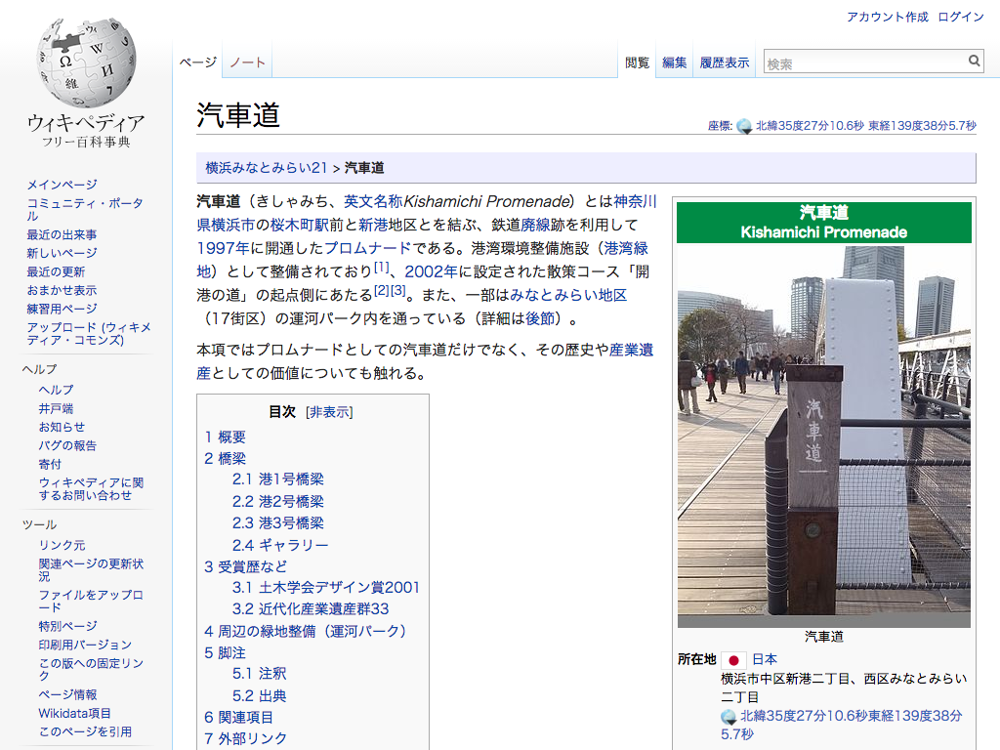 アカウント作成 ログイン
Ω
W
И
維
ウィキペディア
フリー百科事典
ページ
ノート
閲覧
編集
履歴表示
検索
汽車道
座標: 北緯35度27分10.6秒 東経139度38分5.7秒
横浜みなとみらい21 > 汽車道
汽車道（きしゃみち、英文名称Kishamichi Promenade）とは神奈川
県横浜市の桜木町駅前と新港地区とを結ぶ、鉄道廃線跡を利用して
1997年に開通したプロムナードである。港湾環境整備施設（港湾緑
地）として整備されており[1]、2002年に設定された散策コース「開
港の道」の起点側にあたる[2][3]。また、一部はみなとみらい地区
（17街区）の運河パーク内を通っている（詳細は後節）。
本項ではプロムナードとしての汽車道だけでなく、その歴史や産業遺
産としての価値についても触れる。
目次 [非表示]
1 概要
2 橋梁
2.1 港1号橋梁
2.2 港2号橋梁
2.3 港3号橋梁
2.4 ギャラリー
3 受賞歴など
3.1 土木学会デザイン賞2001
3.2 近代化産業遺産群33
4 周辺の緑地整備（運河パーク）
5 脚注
5.1 注釈
5.2 出典
6 関連項目
7 外部リンク
汽車道
Kishamichi Promenade
汽車道
汽車道
所在地 日本
横浜市中区新港二丁目、西区みなとみらい
二丁目
北緯35度27分10.6秒東経139度38分
5.7秒
メインページ
コミュニティ・ポータ
ル
最近の出来事
新しいページ
最近の更新
おまかせ表示
練習用ページ
アップロード (ウィキメ
ディア・コモンズ)
ヘルプ
ヘルプ
井戸端
お知らせ
バグの報告
寄付
ウィキペディアに関
するお問い合わせ
ツール
リンク元
関連ページの更新状
況
ファイルをアップロ
ード
特別ページ
印刷用バージョン
この版への固定リン
ク
ページ情報
Wikidata項目
このページを引用